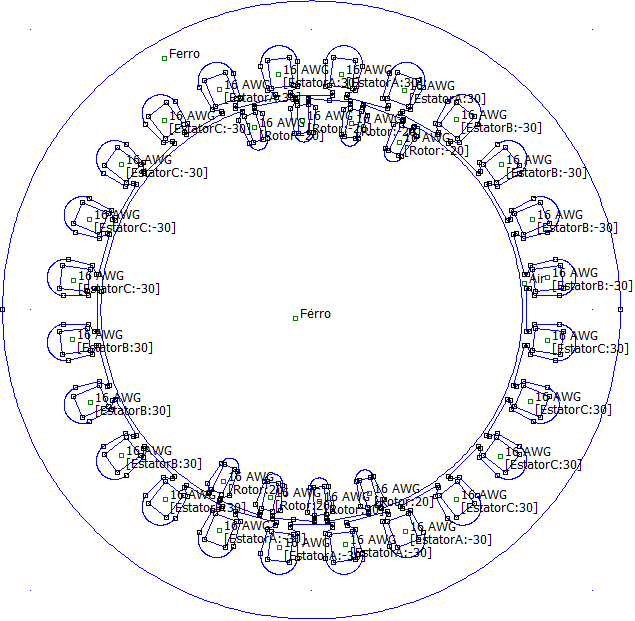 Ferro
16 AWG
[EstatorA:30]
16 AWG
[EstatorA:30]
16 AWG
[EstatorA:30]
16 AWG
[EstatorA:30]
16 AWG
[EstatorC:-30]
16 AWG
[Rotor:-20]
16 AWG
[Rotor:-20]
16 AWG
[Rotor:-20]
16 AWG
[Rotor:-20]
16 AWG
[EstatorB:-30]
16 AWG
[EstatorC:-30]
16 AWG
[EstatorB:-30]
16 AWG
[EstatorC:-30]
16 AWG
[EstatorB:-30]
16 AWG
[EstatorC:-30]
Air
16 AWG
[EstatorB:-30]
Ferro
16 AWG
[EstatorB:30]
16 AWG
[EstatorC:30]
16 AWG
[EstatorB:30]
16 AWG
[EstatorC:30]
16 AWG
[EstatorB:30]
16 AWG
[EstatorC:30]
16 AWG
[Rotor:20]
16 AWG
[Rotor:20]
16 AWG
[Rotor:20]
16 AWG
[Rotor:20]
16 AWG
[EstatorB:30]
16 AWG
[EstatorC:30]
16 AWG
[EstatorA:-30]
16 AWG
[EstatorA:-30]
16 AWG
[EstatorA:-30]
16 AWG
[EstatorA:-30]